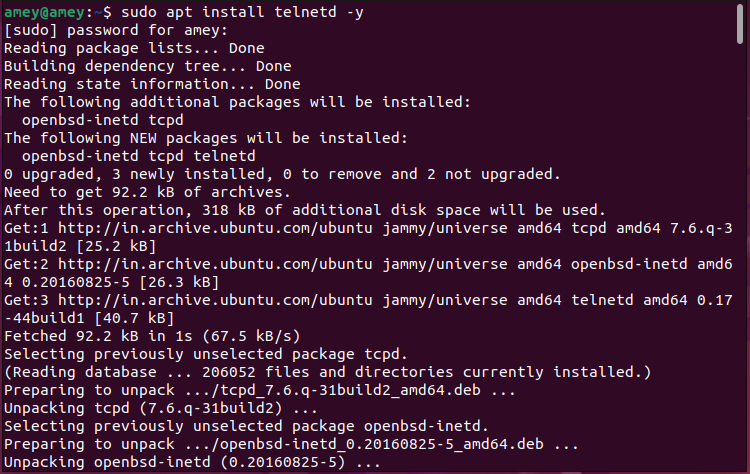 amey@amey:~$ sudo apt install telnetd -y
[sudo] password for amey:
Reading package lists... Done
Building dependency tree... Done
Reading state information... Done
The following additional packages will be installed:
  openbsd-inetd tcpd
The following NEW packages will be installed:
  openbsd-inetd tcpd telnetd
0 upgraded, 3 newly installed, 0 to remove and 2 not upgraded.
Need to get 92.2 kB of archives.
After this operation, 318 kB of additional disk space will be used.
Get:1 http://in.archive.ubuntu.com/ubuntu jammy/universe amd64 tcpd amd64 7.6.q-3
1build2 [25.2 kB]
Get:2 http://in.archive.ubuntu.com/ubuntu jammy/universe amd64 openbsd-inetd amd6
4 0.20160825-5 [26.3 kB]
Get:3 http://in.archive.ubuntu.com/ubuntu jammy/universe amd64 telnetd amd64 0.17
-44build1 [40.7 kB]
Fetched 92.2 kB in 1s (67.5 kB/s)
Selecting previously unselected package tcpd.
(Reading database ... 206052 files and directories currently installed.)
Preparing to unpack .../tcpd_7.6.q-31build2_amd64.deb ...
Unpacking tcpd (7.6.q-31build2) ...
Selecting previously unselected package openbsd-inetd.
Preparing to unpack .../openbsd-inetd_0.20160825-5_amd64.deb ...
Unpacking openbsd-inetd (0.20160825-5) ...